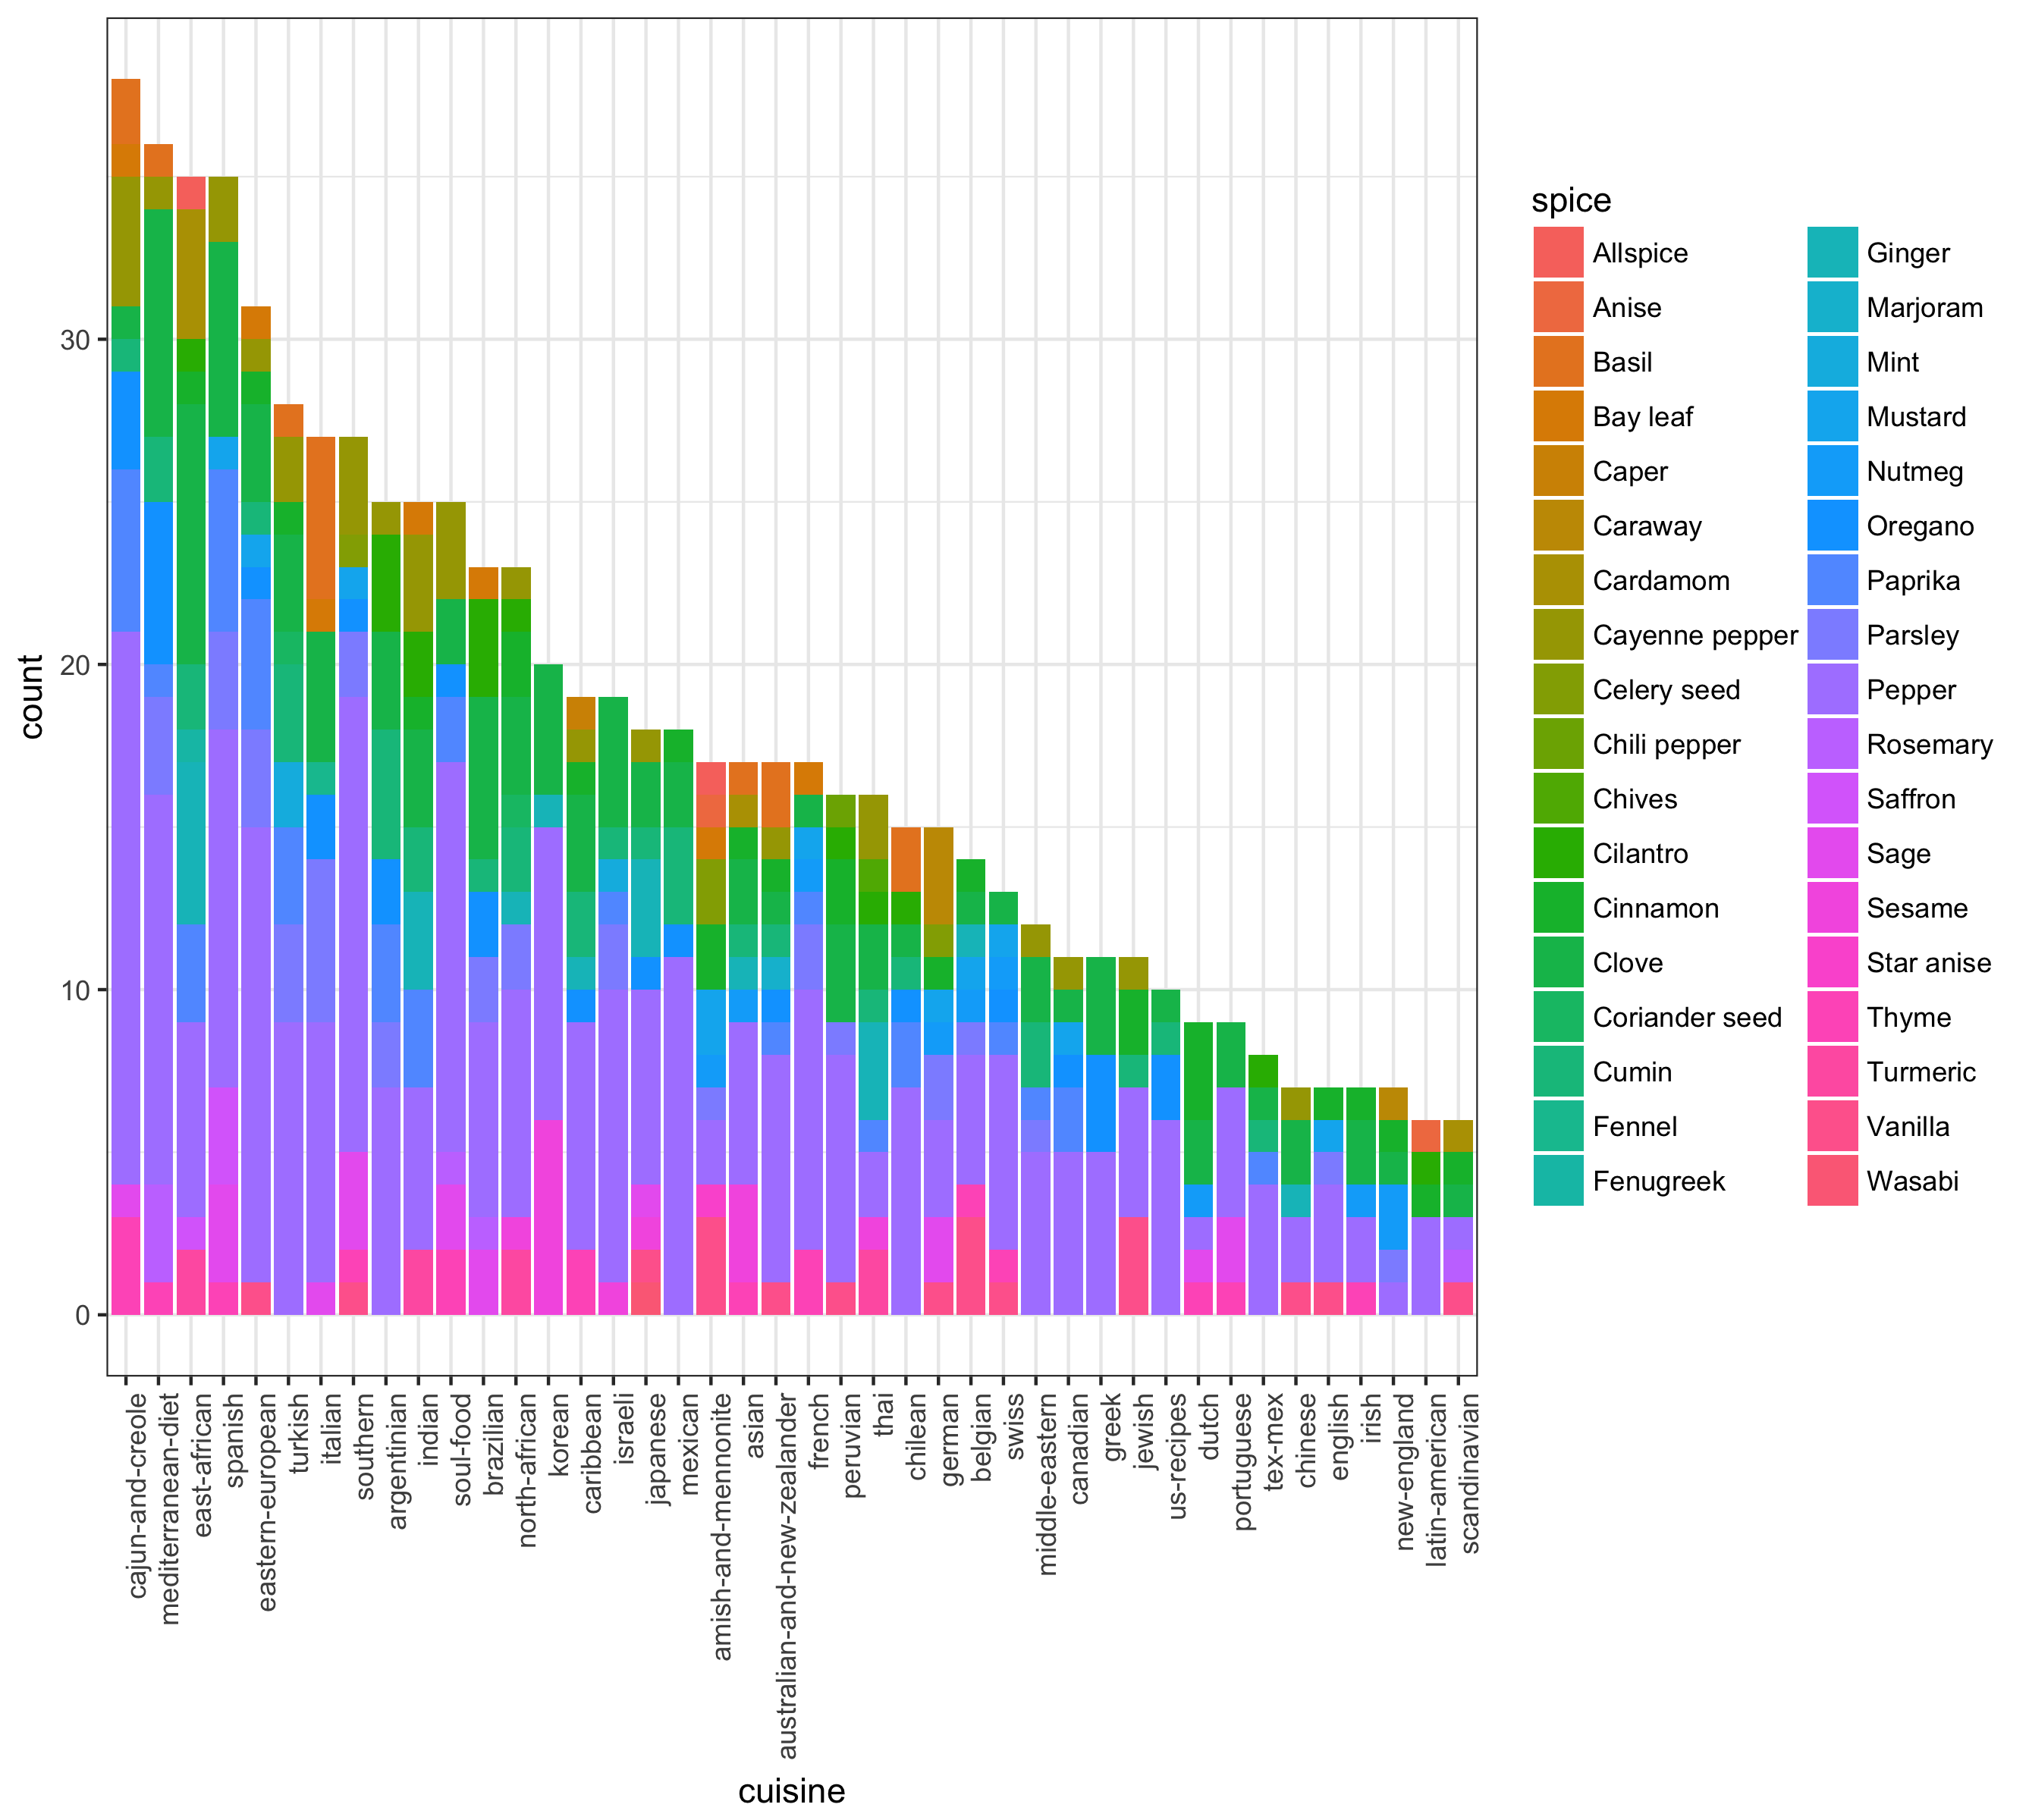 count
30
20
10
0
cajun-and-creole
mediterranean-diet
east-african
spanish
eastern-european
turkish
italian
southern
argentinian
indian
soul-food
brazilian
north-african
korean
caribbean
israeli
japanese
mexican
amish-and-mennonite
asian
australian-and-new-zealander
french
peruvian
thai
chilean
german
belgian
swiss
middle-eastern
canadian
greek
jewish
us-recipes
dutch
portuguese
tex-mex
chinese
english
irish
new-england
latin-american
scandinavian
cuisine
spice
Allspice
Anise
Basil
Bay leaf
Caper
Caraway
Cardamom
Cayenne pepper
Celery seed
Chili pepper
Chives
Cilantro
Cinnamon
Clove
Coriander seed
Cumin
Fennel
Fenugreek
Ginger
Marjoram
Mint
Mustard
Nutmeg
Oregano
Paprika
Parsley
Pepper
Rosemary
Saffron
Sage
Sesame
Star anise
Thyme
Turmeric
Vanilla
Wasabi